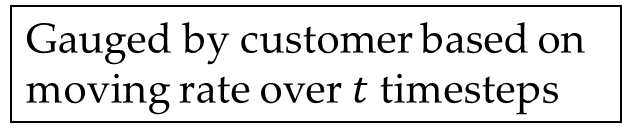 Gauged by customer based on
moving rate over t timesteps